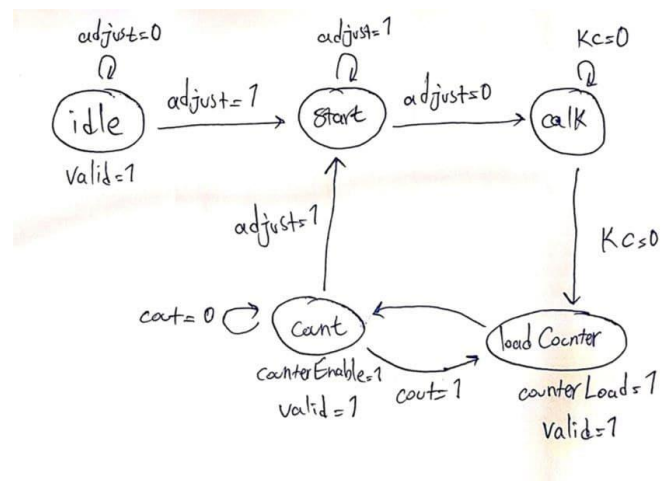 adjust=0
adjust=1
Kc=0
idle
adjust=1
start
adjust=0
calK
valid=1
adjust=1
Kc=0
cout=0
Count
load Counter
counterEnable=1
valid=1
cout=1
counterLoad=1
valid=1